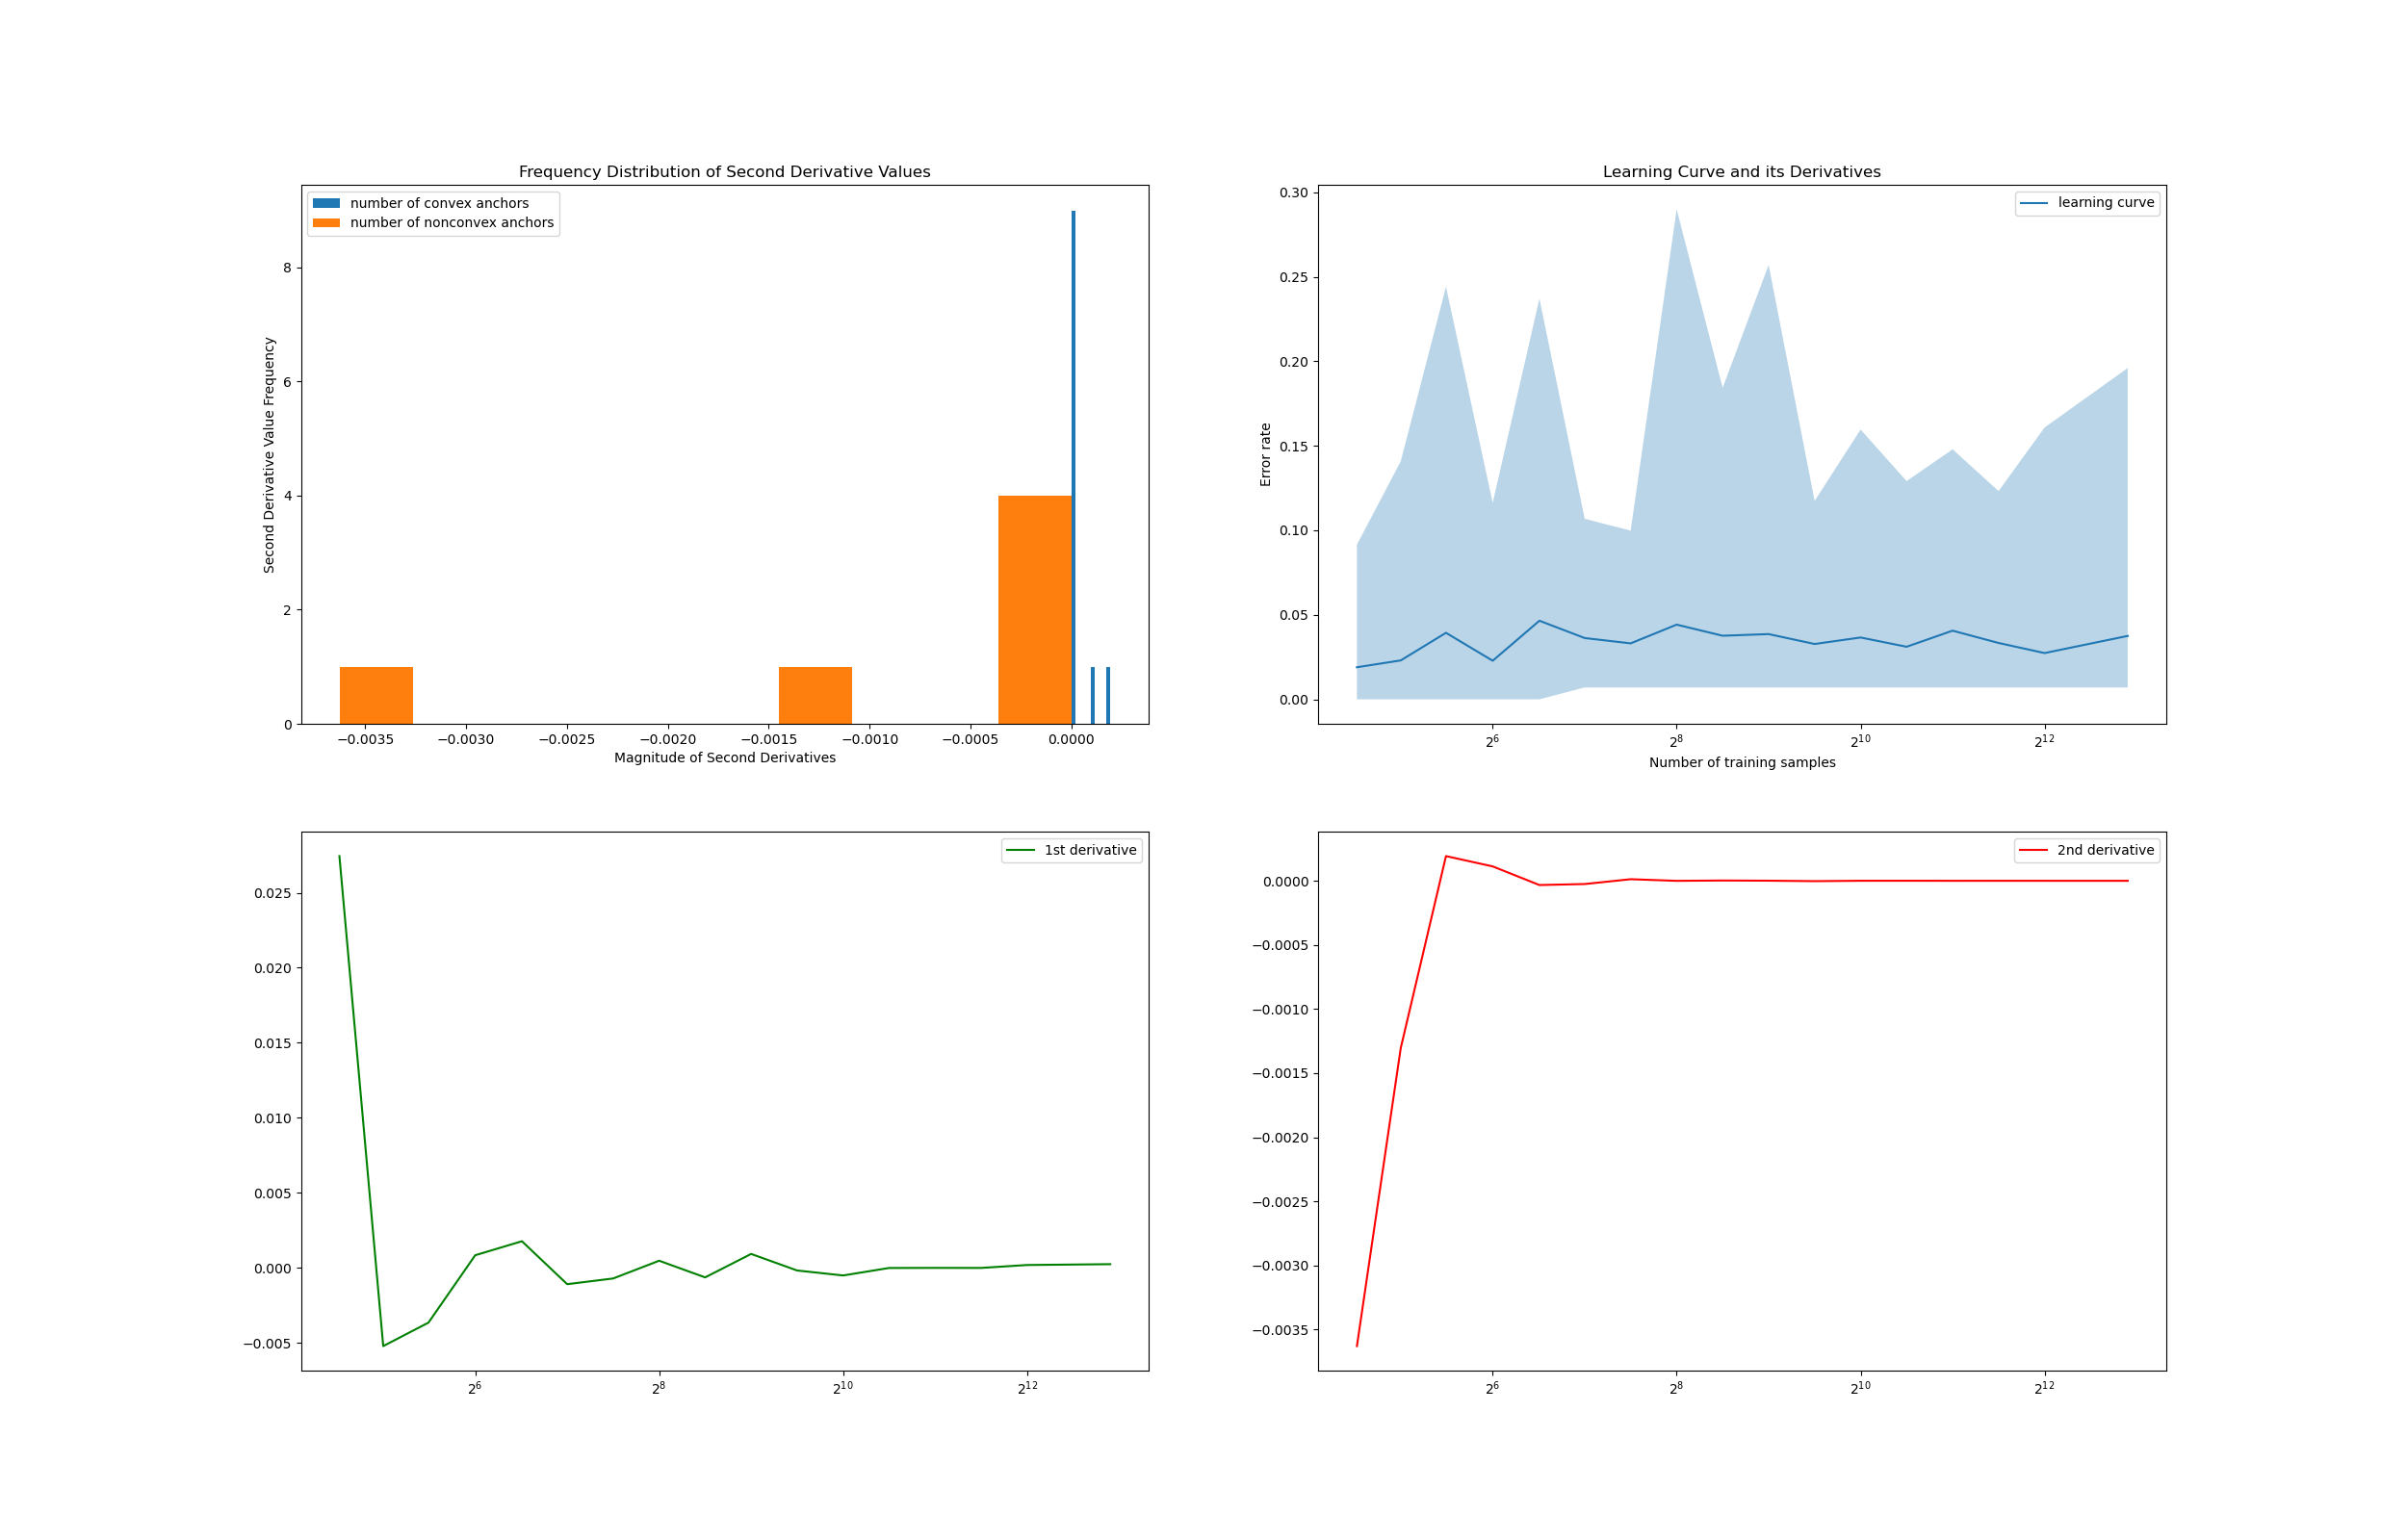 Frequency Distribution of Second Derivative Values
number of convex anchors
number of nonconvex anchors
Second Derivative Value Frequency
8
6
4
2
0
−0.0035 −0.0030 −0.0025 −0.0020 −0.0015 −0.0010 −0.0005 0.0000
Magnitude of Second Derivatives
Learning Curve and its Derivatives
learning curve
Error rate
0.30
0.25
0.20
0.15
0.10
0.05
0.00
2^6 2^8 2^10 2^12
Number of training samples
1st derivative
0.025
0.020
0.015
0.010
0.005
0.000
−0.005
2^6 2^8 2^10 2^12
2nd derivative
0.0000
−0.0005
−0.0010
−0.0015
−0.0020
−0.0025
−0.0030
−0.0035
2^6 2^8 2^10 2^12